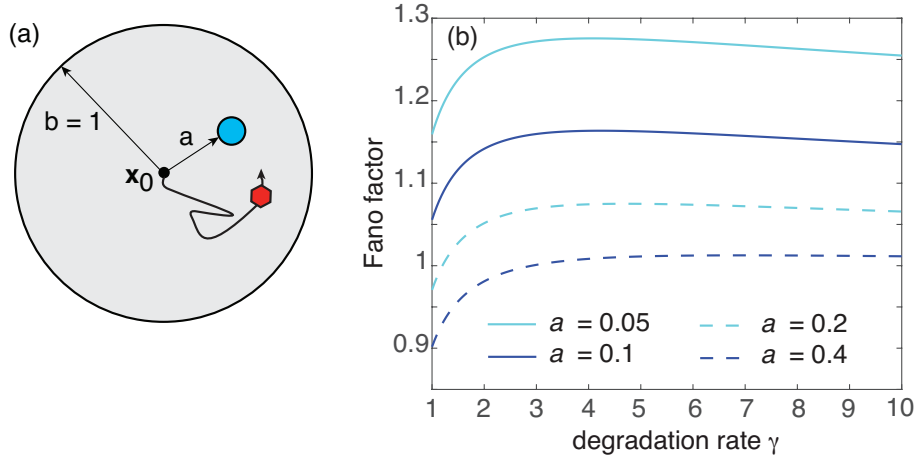 (a)
b = 1
a
x0
(b)
Fano factor
1.3
1.2
1.1
1
0.9
a = 0.05
a = 0.2
a = 0.1
a = 0.4
1 2 3 4 5 6 7 8 9 10
degradation rate γ